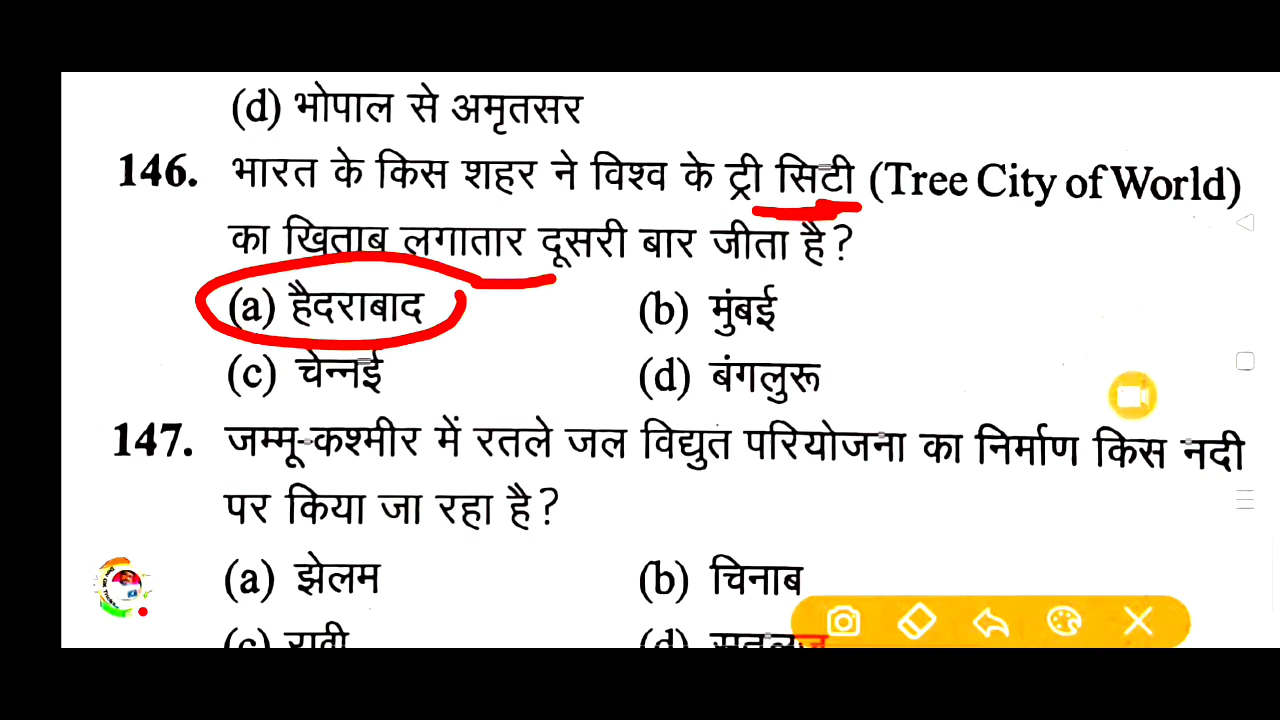 (d) भोपाल से अमृतसर
146. भारत के किस शहर ने विश्व के ट्री सिटी (Tree City of World)
का खिताब लगातार दूसरी बार जीता है?
(a) हैदराबाद (b) मुंबई
(c) चेन्नई (d) बंगलुरू
147. जम्मू-कश्मीर में रतले जल विद्युत परियोजना का निर्माण किस नदी
पर किया जा रहा है?
(a) झेलम (b) चिनाब
(c) रावी (d) सतलज